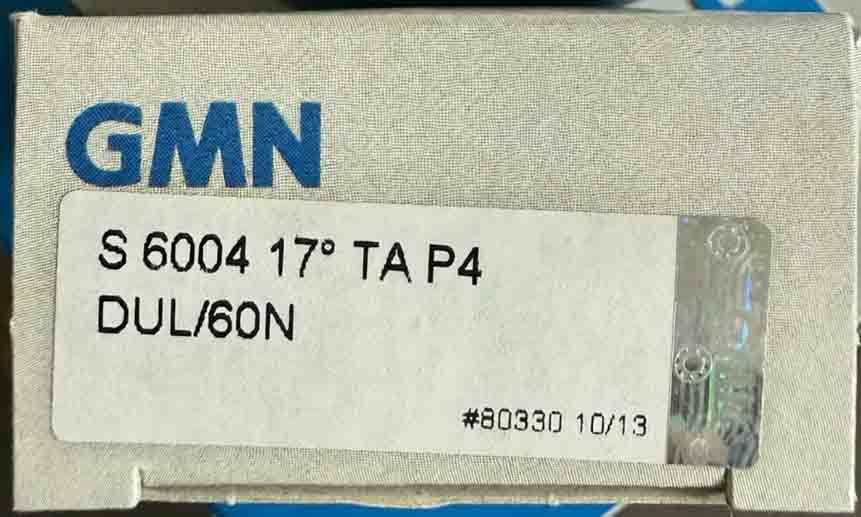 GMN
S 6004 17° TA P4
DUL/60N
#80330 10/13